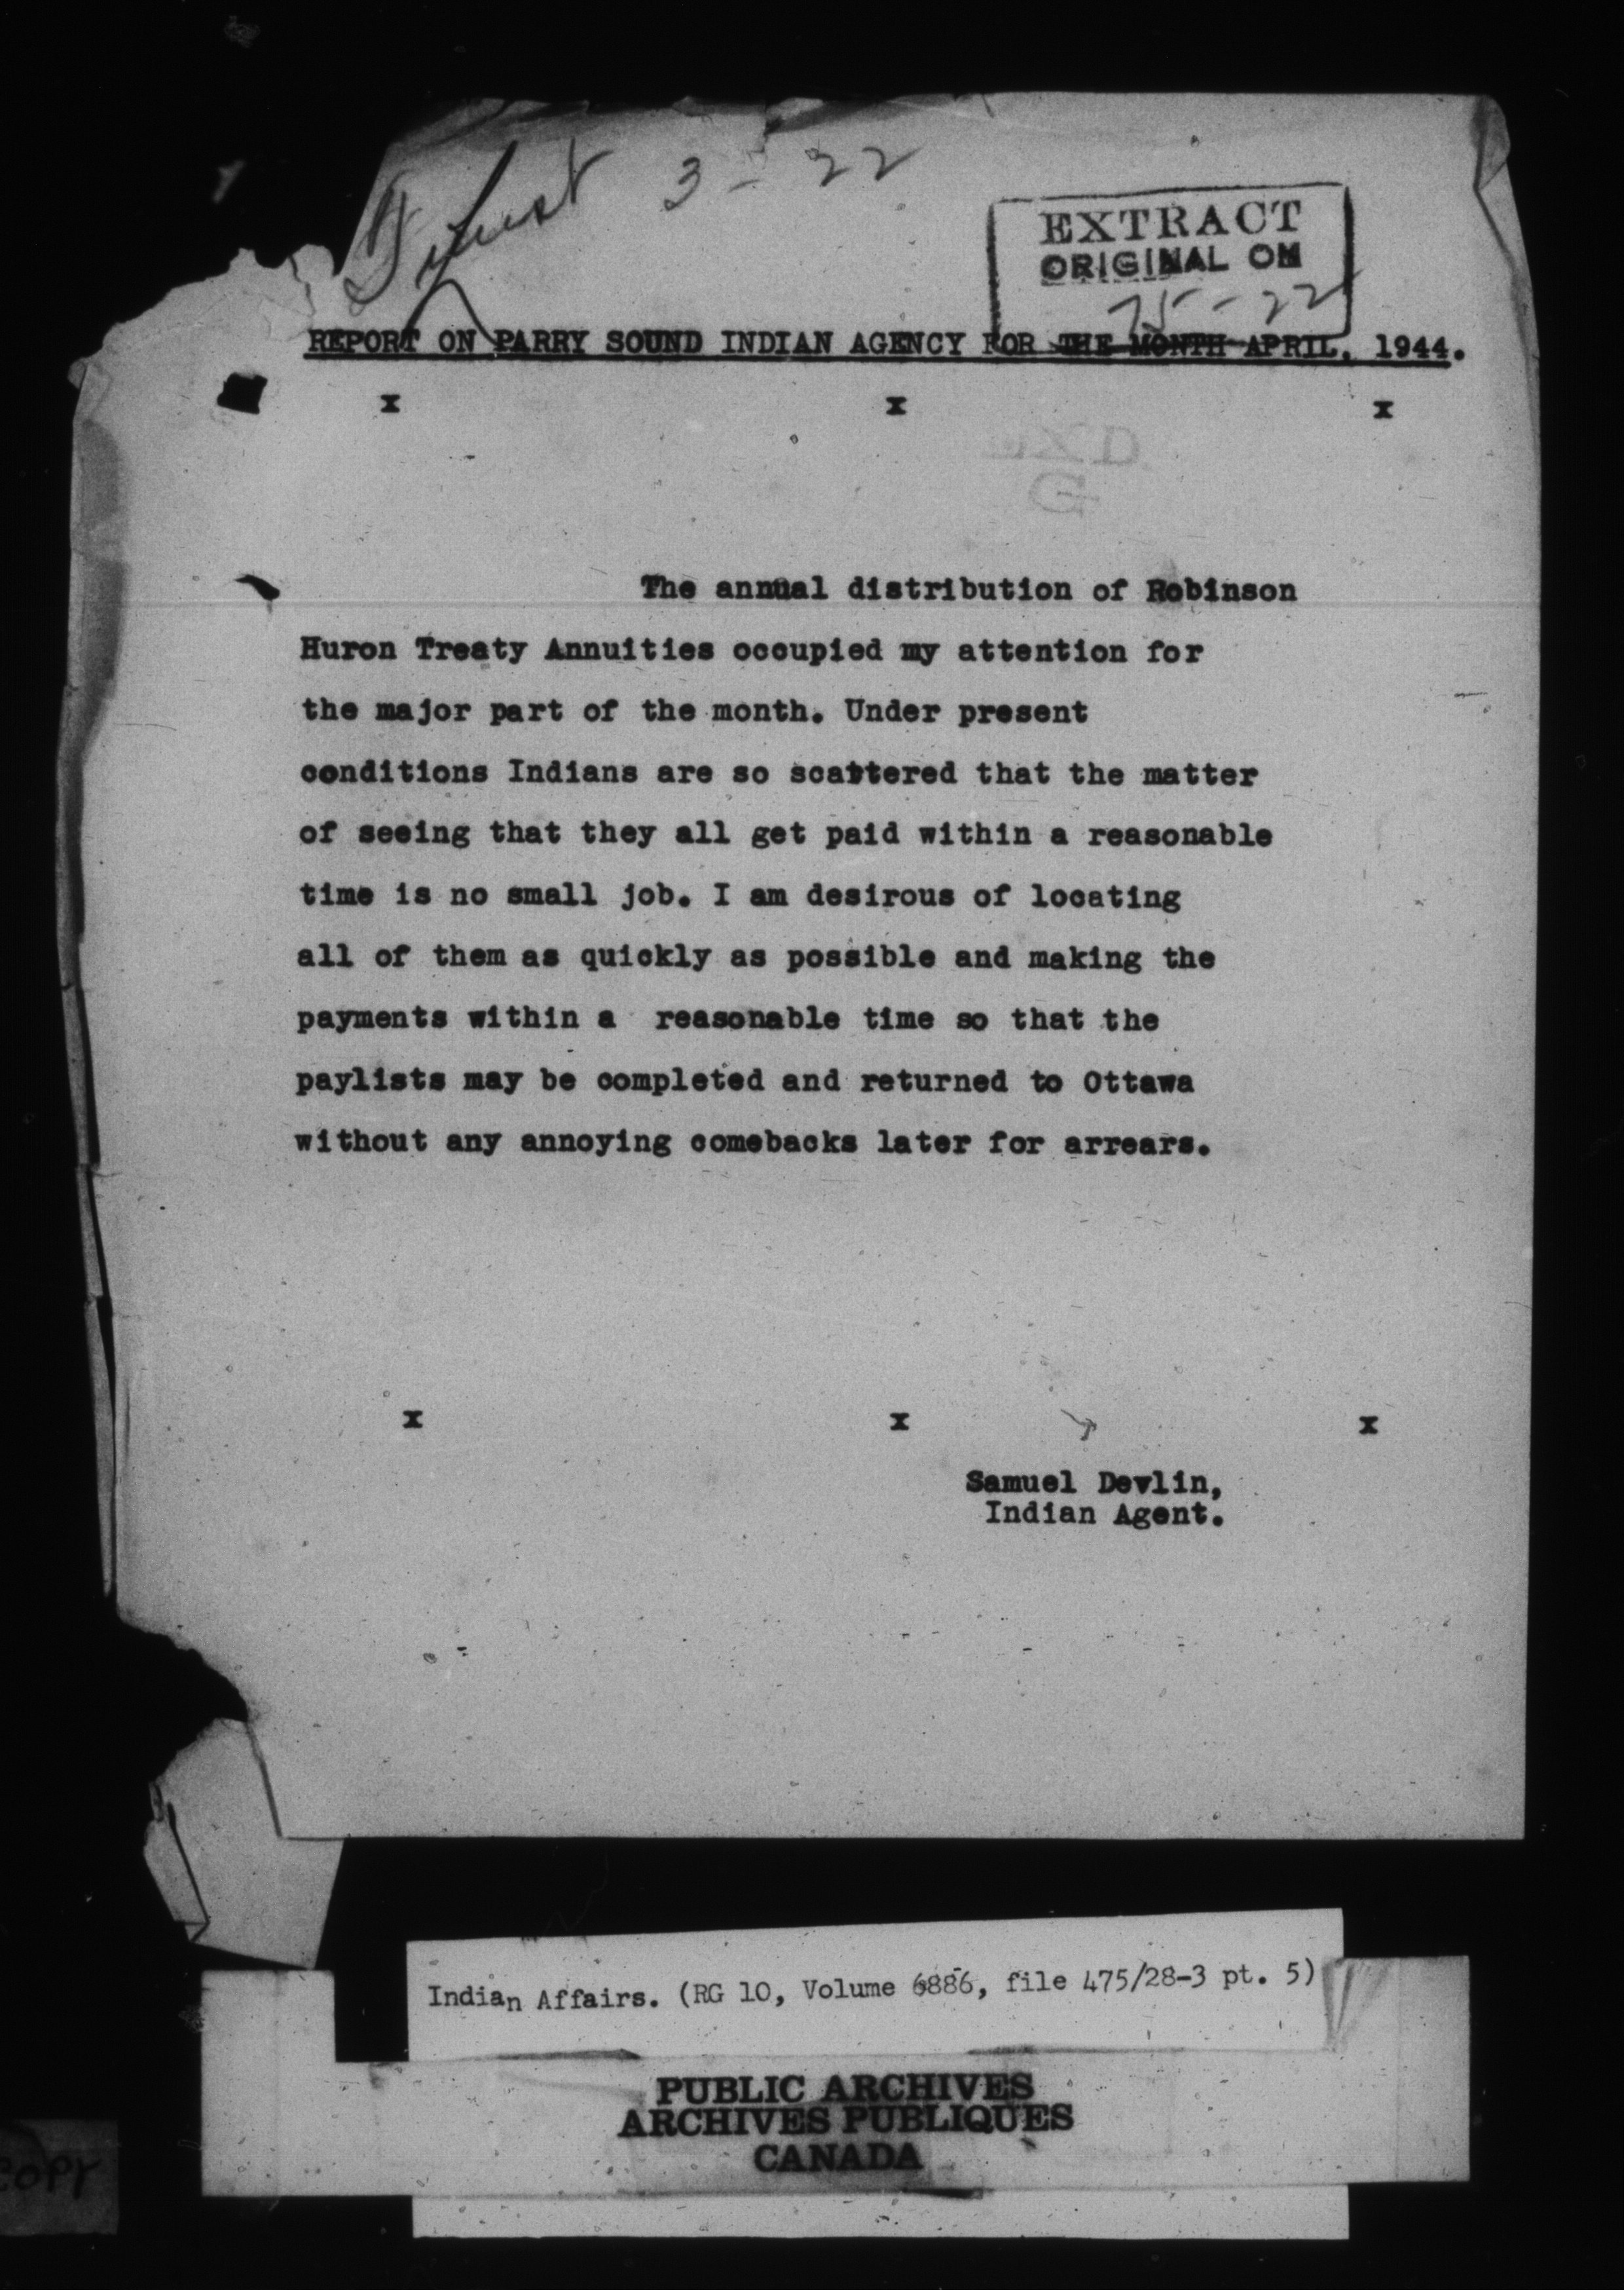 3-22
EXTRACT
ORIGINAL ON
75-22
REPORT ON PARRY SOUND INDIAN AGENCY FOR THE MONTH APRIL, 1944.
x x x
The annual distribution of Robinson
Huron Treaty Annuities occupied my attention for
the major part of the month. Under present
conditions Indians are so scattered that the matter
of seeing that they all get paid within a reasonable
time is no small job. I am desirous of locating
all of them as quickly as possible and making the
payments within a reasonable time so that the
paylists may be completed and returned to Ottawa
without any annoying comebacks later for arrears.
x x x
Samuel Devlin,
Indian Agent.
Indian Affairs. (RG 10, Volume 6886, file 475/28-3 pt. 5)
PUBLIC ARCHIVES
ARCHIVES PUBLIQUES
CANADA
COPY